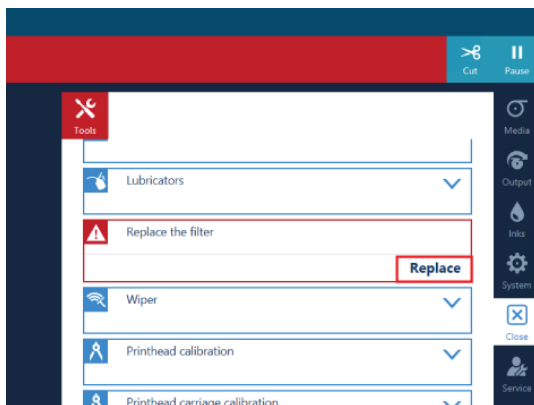 Cut
Pause
Tools
Media
Lubricators
Output
Replace the filter
Inks
Replace
System
Wiper
Close
Printhead calibration
Service
Printhead carriage calibration